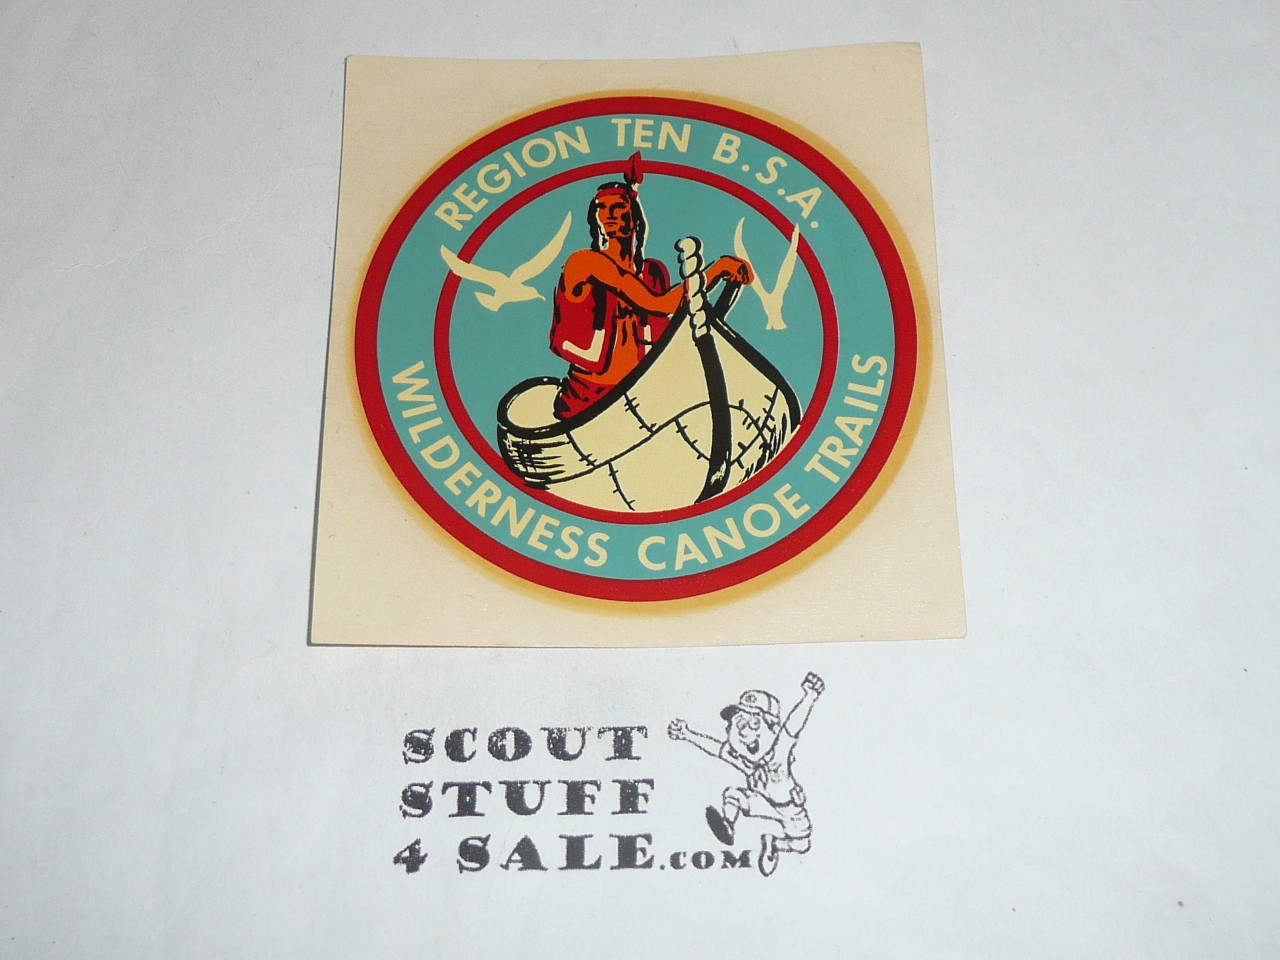 REGION TEN B.S.A.
WILDERNESS CANOE TRAILS
SCOUT
STUFF
4 SALE.COM